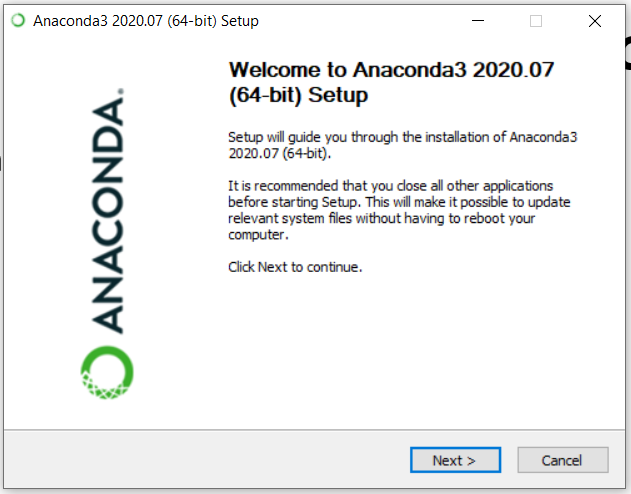 Anaconda3 2020.07 (64-bit) Setup
Welcome to Anaconda3 2020.07
(64-bit) Setup
Setup will guide you through the installation of Anaconda3
2020.07 (64-bit).
It is recommended that you close all other applications
before starting Setup. This will make it possible to update
relevant system files without having to reboot your
computer.
Click Next to continue.
ANACONDA.
Next >
Cancel